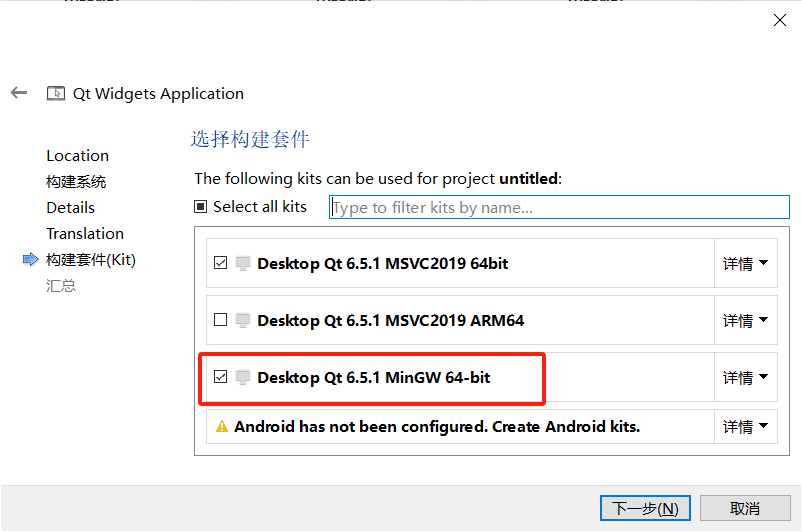 Qt Widgets Application
选择构建套件
Location
The following kits can be used for project untitled:
构建系统
Select all kits
Type to filter kits by name...
Details
Translation
构建套件(Kit)
汇总
Desktop Qt 6.5.1 MSVC2019 64bit
详情
Desktop Qt 6.5.1 MSVC2019 ARM64
详情
Desktop Qt 6.5.1 MinGW 64-bit
详情
Android has not been configured. Create Android kits.
详情
下一步(N)
取消